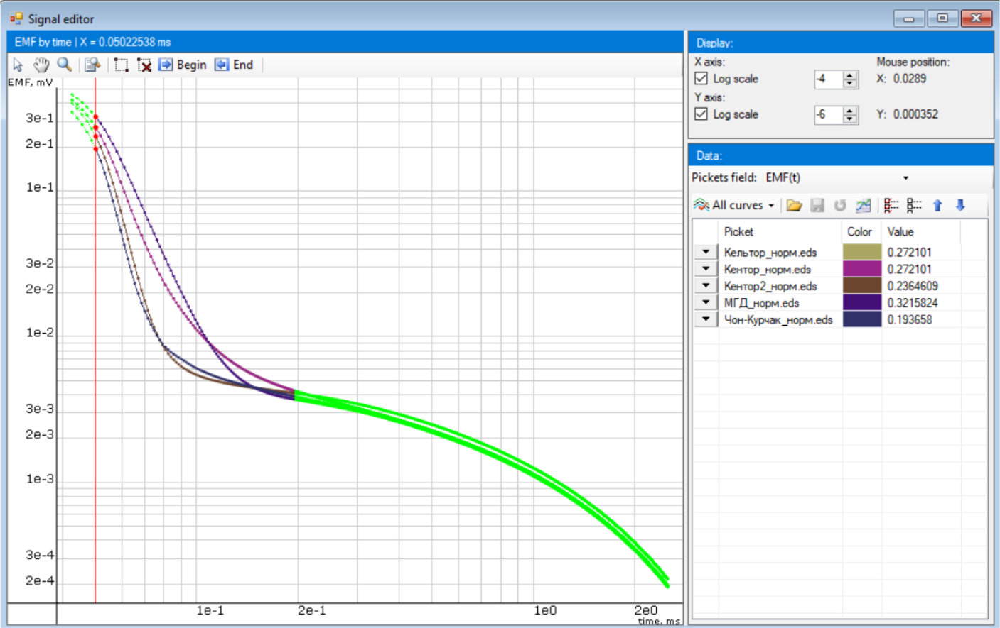 Signal editor
EMF by time | X = 0.05022538 ms
Begin End
EMF, mV
3e-1
2e-1
1e-1
3e-2
2e-2
1e-2
3e-3
2e-3
1e-3
3e-4
2e-4
1e-1 2e-1 1e0 2e0
time, ms
Display:
X axis: Mouse position:
Log scale -4 X: 0.0289
Y axis:
Log scale -6 Y: 0.000352
Data:
Pickets field: EMF(t)
All curves
Picket Color Value
Кельтор_норм.eds 0.272101
Кентор_норм.eds 0.272101
Кентор2_норм.eds 0.2364609
МГД_норм.eds 0.3215824
Чон-Курчак_норм.eds 0.193658